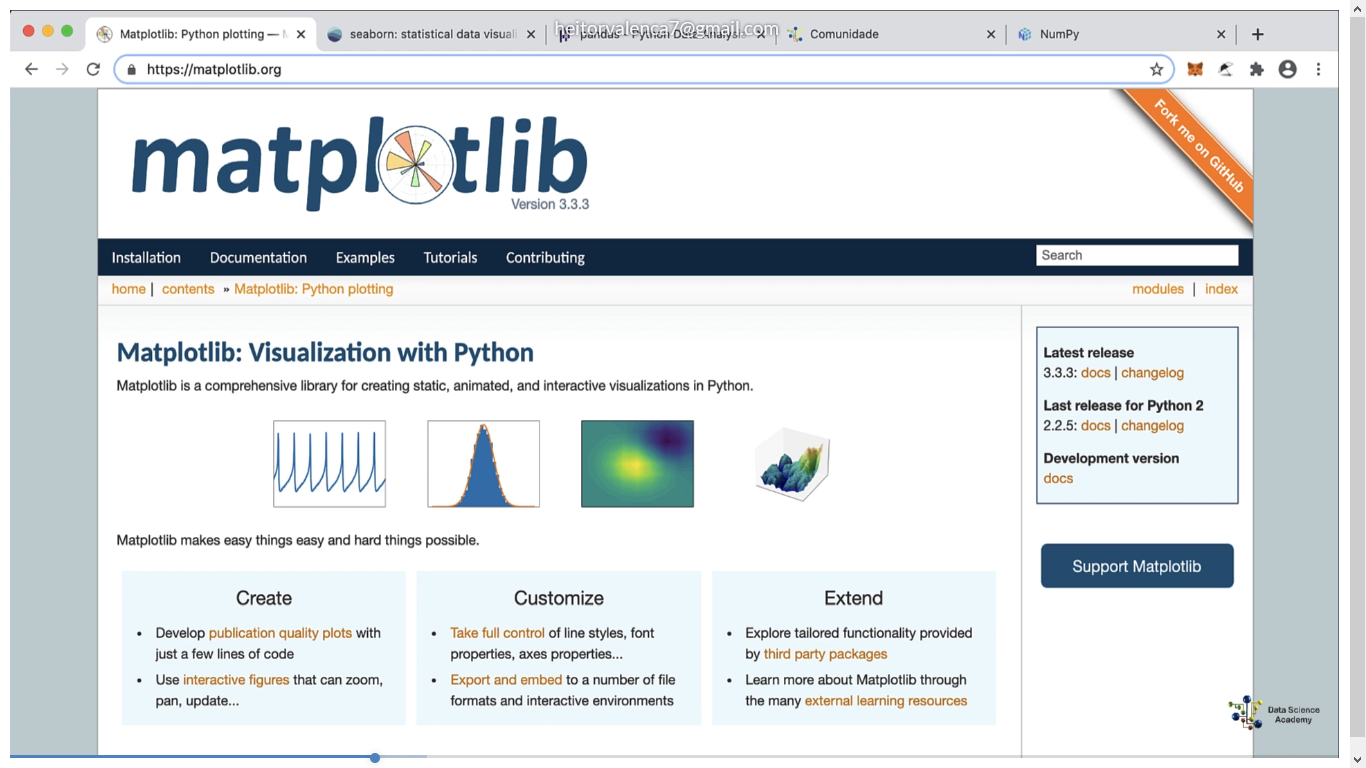 Matplotlib: Python plotting —
seaborn: statistical data visuali
heitorvalenca7@gmail.com
pandas - Python Data Analysis
Comunidade
NumPy
https://matplotlib.org
matplotlib
Version 3.3.3
Fork me on GitHub
Installation Documentation Examples Tutorials Contributing
Search
home | contents » Matplotlib: Python plotting
modules | index
Matplotlib: Visualization with Python
Matplotlib is a comprehensive library for creating static, animated, and interactive visualizations in Python.
Matplotlib makes easy things easy and hard things possible.
Create
• Develop publication quality plots with
just a few lines of code
• Use interactive figures that can zoom,
pan, update...
Customize
• Take full control of line styles, font
properties, axes properties...
• Export and embed to a number of file
formats and interactive environments
Extend
• Explore tailored functionality provided
by third party packages
• Learn more about Matplotlib through
the many external learning resources
Latest release
3.3.3: docs | changelog
Last release for Python 2
2.2.5: docs | changelog
Development version
docs
Support Matplotlib
Data Science
Academy